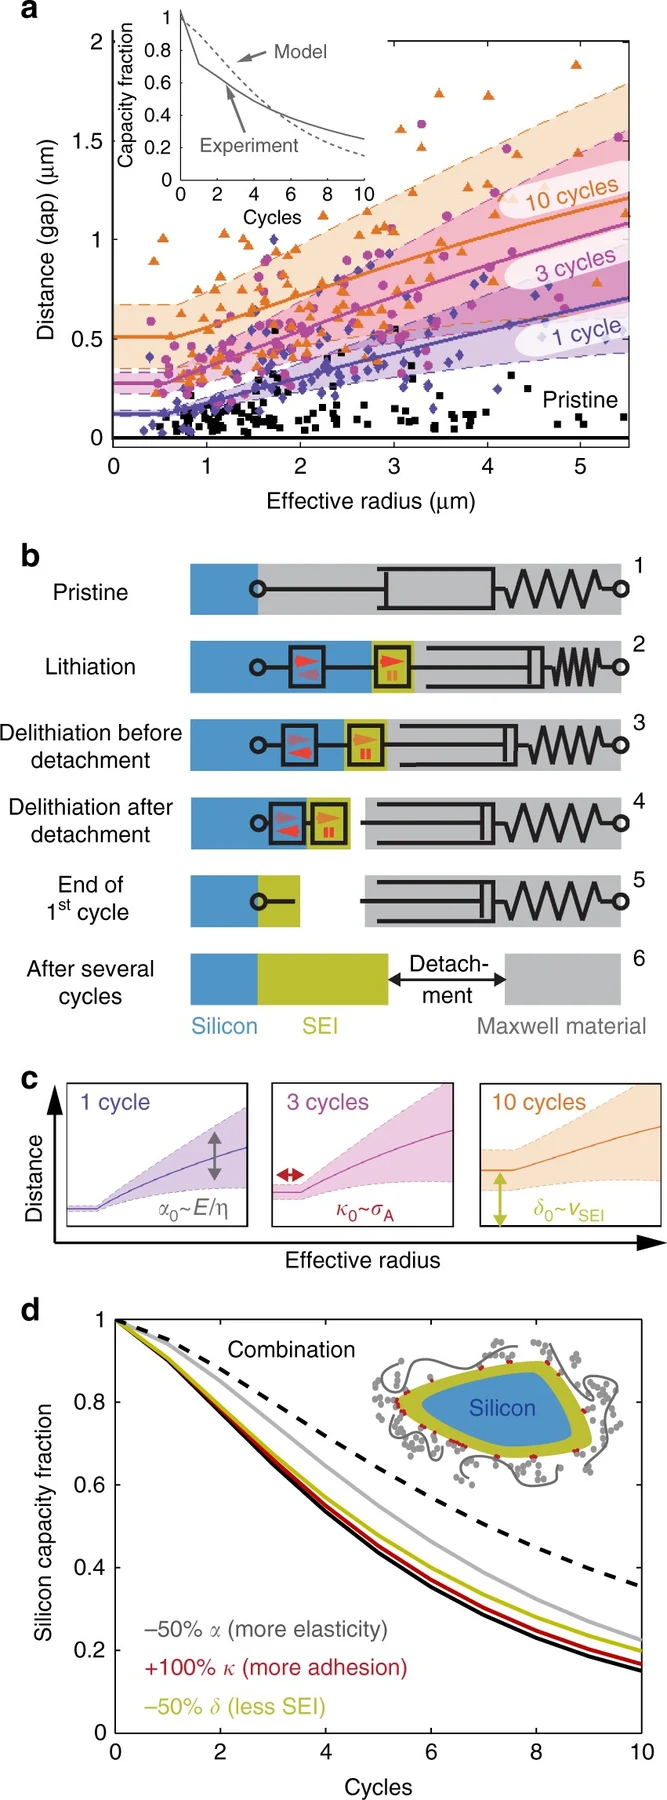 a
Capacity fraction
1
0.8
0.6
0.4
0.2
0
Model
Experiment
0 2 4 6 8 10
Cycles
Distance (gap) (μm)
2
1.5
1
0.5
0
10 cycles
3 cycles
1 cycle
Pristine
0 1 2 3 4 5
Effective radius (μm)
b
Pristine
1
Lithiation
2
Delithiation before
detachment
3
Delithiation after
detachment
4
End of
1st cycle
5
After several
cycles
Detach-
ment
6
Silicon SEI Maxwell material
c
Distance
1 cycle
α0~E/η
3 cycles
κ0~σA
10 cycles
δ0~vSEI
Effective radius
d
Silicon capacity fraction
1
0.8
0.6
0.4
0.2
0
Combination
Silicon
–50% α (more elasticity)
+100% κ (more adhesion)
–50% δ (less SEI)
0 2 4 6 8 10
Cycles